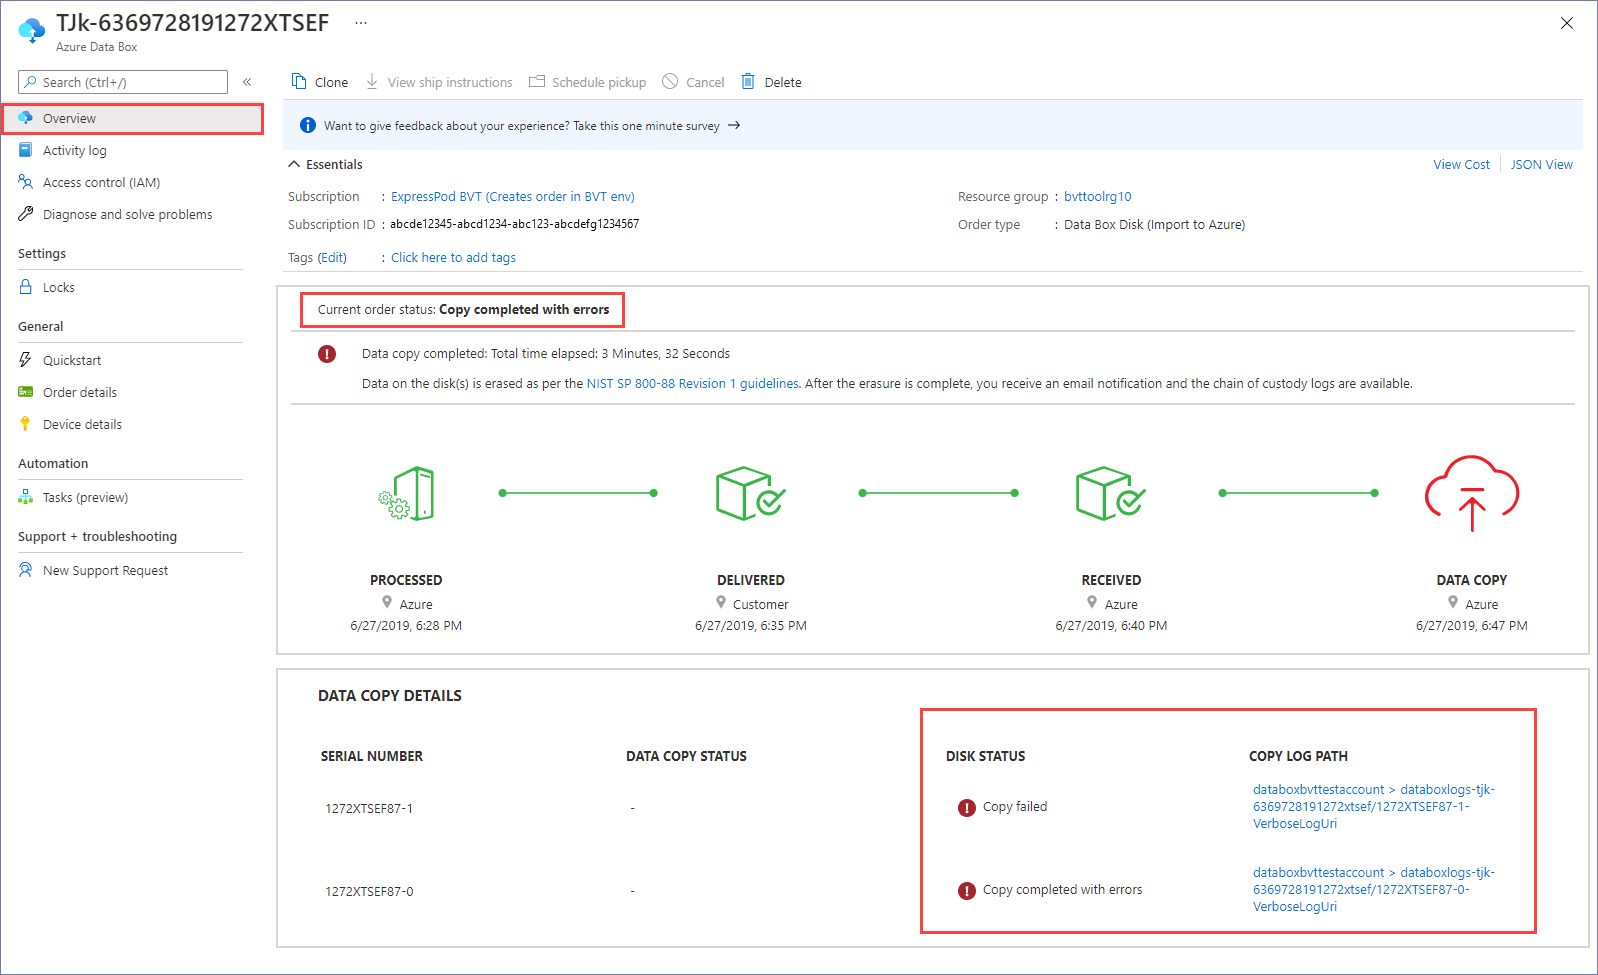 TJk-6369728191272XTSEF ...
Azure Data Box
Search (Ctrl+/)
«
Overview
Activity log
Access control (IAM)
Diagnose and solve problems
Settings
Locks
General
Quickstart
Order details
Device details
Automation
Tasks (preview)
Support + troubleshooting
New Support Request
Clone View ship instructions Schedule pickup Cancel Delete
Want to give feedback about your experience? Take this one minute survey →
Essentials
View Cost JSON View
Subscription : ExpressPod BVT (Creates order in BVT env)
Resource group : bvttoolrg10
Subscription ID : abcde12345-abcd1234-abc123-abcdefg1234567
Order type : Data Box Disk (Import to Azure)
Tags (Edit) : Click here to add tags
Current order status: Copy completed with errors
Data copy completed: Total time elapsed: 3 Minutes, 32 Seconds
Data on the disk(s) is erased as per the NIST SP 800-88 Revision 1 guidelines. After the erasure is complete, you receive an email notification and the chain of custody logs are available.
PROCESSED
Azure
6/27/2019, 6:28 PM
DELIVERED
Customer
6/27/2019, 6:35 PM
RECEIVED
Azure
6/27/2019, 6:40 PM
DATA COPY
Azure
6/27/2019, 6:47 PM
DATA COPY DETAILS
SERIAL NUMBER DATA COPY STATUS DISK STATUS COPY LOG PATH
1272XTSEF87-1 - Copy failed
databoxbvttestaccount > databoxlogs-tjk-
6369728191272xtsef/1272XTSEF87-1-
VerboseLogUri
1272XTSEF87-0 - Copy completed with errors
databoxbvttestaccount > databoxlogs-tjk-
6369728191272xtsef/1272XTSEF87-0-
VerboseLogUri